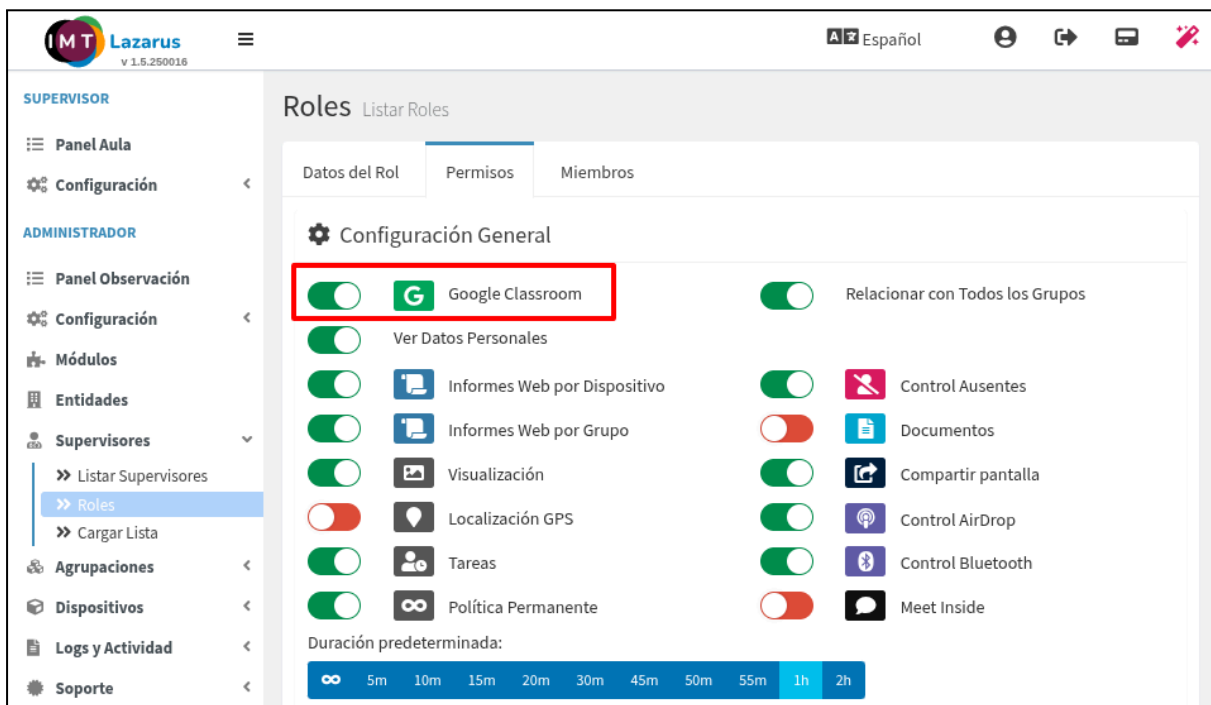 IMT Lazarus
v 1.5.250016
Español
SUPERVISOR
Panel Aula
Configuración
ADMINISTRADOR
Panel Observación
Configuración
Módulos
Entidades
Supervisores
Listar Supervisores
Roles
Cargar Lista
Agrupaciones
Dispositivos
Logs y Actividad
Soporte
Roles Listar Roles
Datos del Rol Permisos Miembros
Configuración General
G Google Classroom Relacionar con Todos los Grupos
Ver Datos Personales
Informes Web por Dispositivo Control Ausentes
Informes Web por Grupo Documentos
Visualización Compartir pantalla
Localización GPS Control AirDrop
Tareas Control Bluetooth
Política Permanente Meet Inside
Duración predeterminada:
∞ 5m 10m 15m 20m 30m 45m 50m 55m 1h 2h